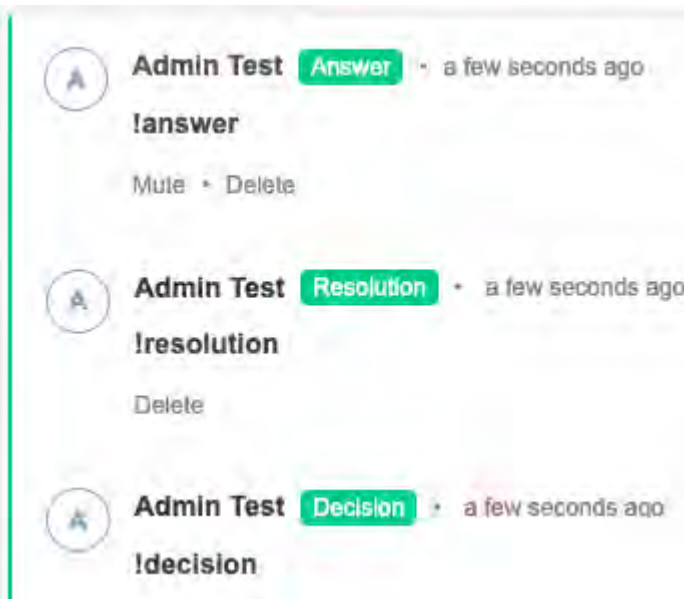 A
Admin Test Answer • a few seconds ago
!answer
Mute • Delete
A
Admin Test Resolution • a few seconds ago
!resolution
Delete
A
Admin Test Decision • a few seconds ago
!decision